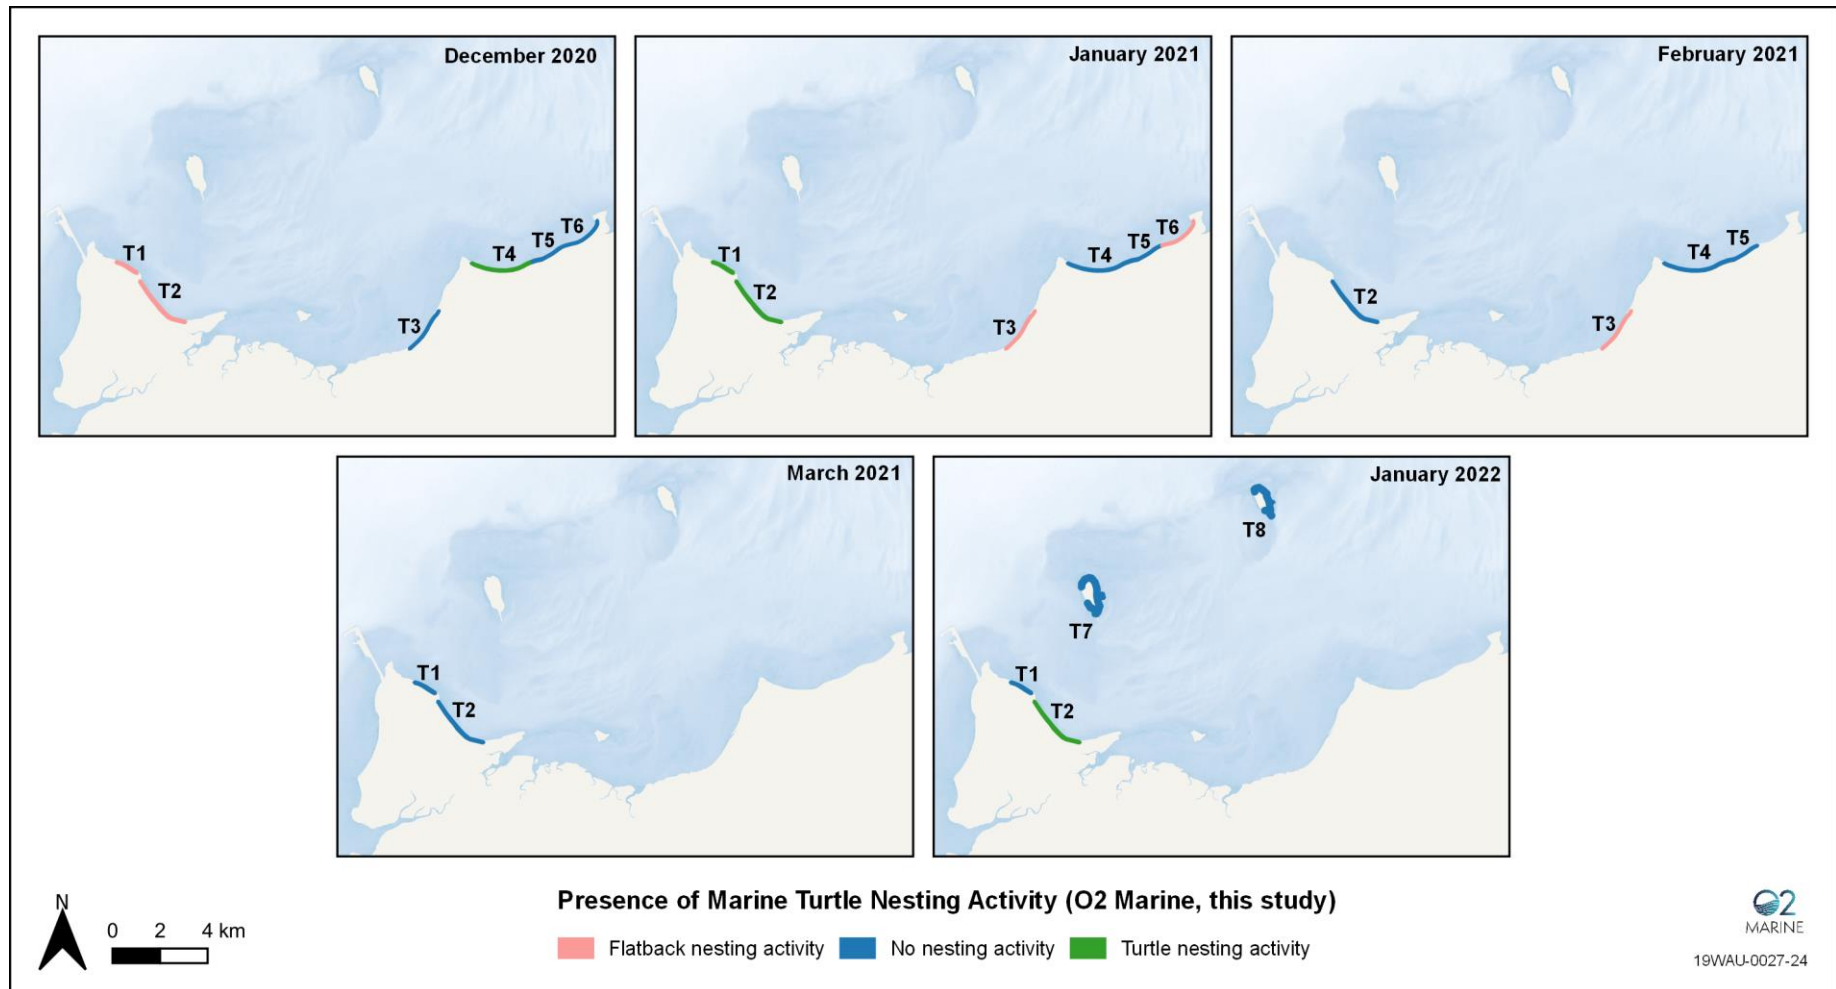 December 2020
T1
T2
T3
T4
T5
T6
January 2021
T1
T2
T3
T4
T5
T6
February 2021
T2
T3
T4
T5
March 2021
T1
T2
January 2022
T8
T7
T1
T2
N
0 2 4 km
Presence of Marine Turtle Nesting Activity (O2 Marine, this study)
Flatback nesting activity
No nesting activity
Turtle nesting activity
O2
MARINE
19WAU-0027-24